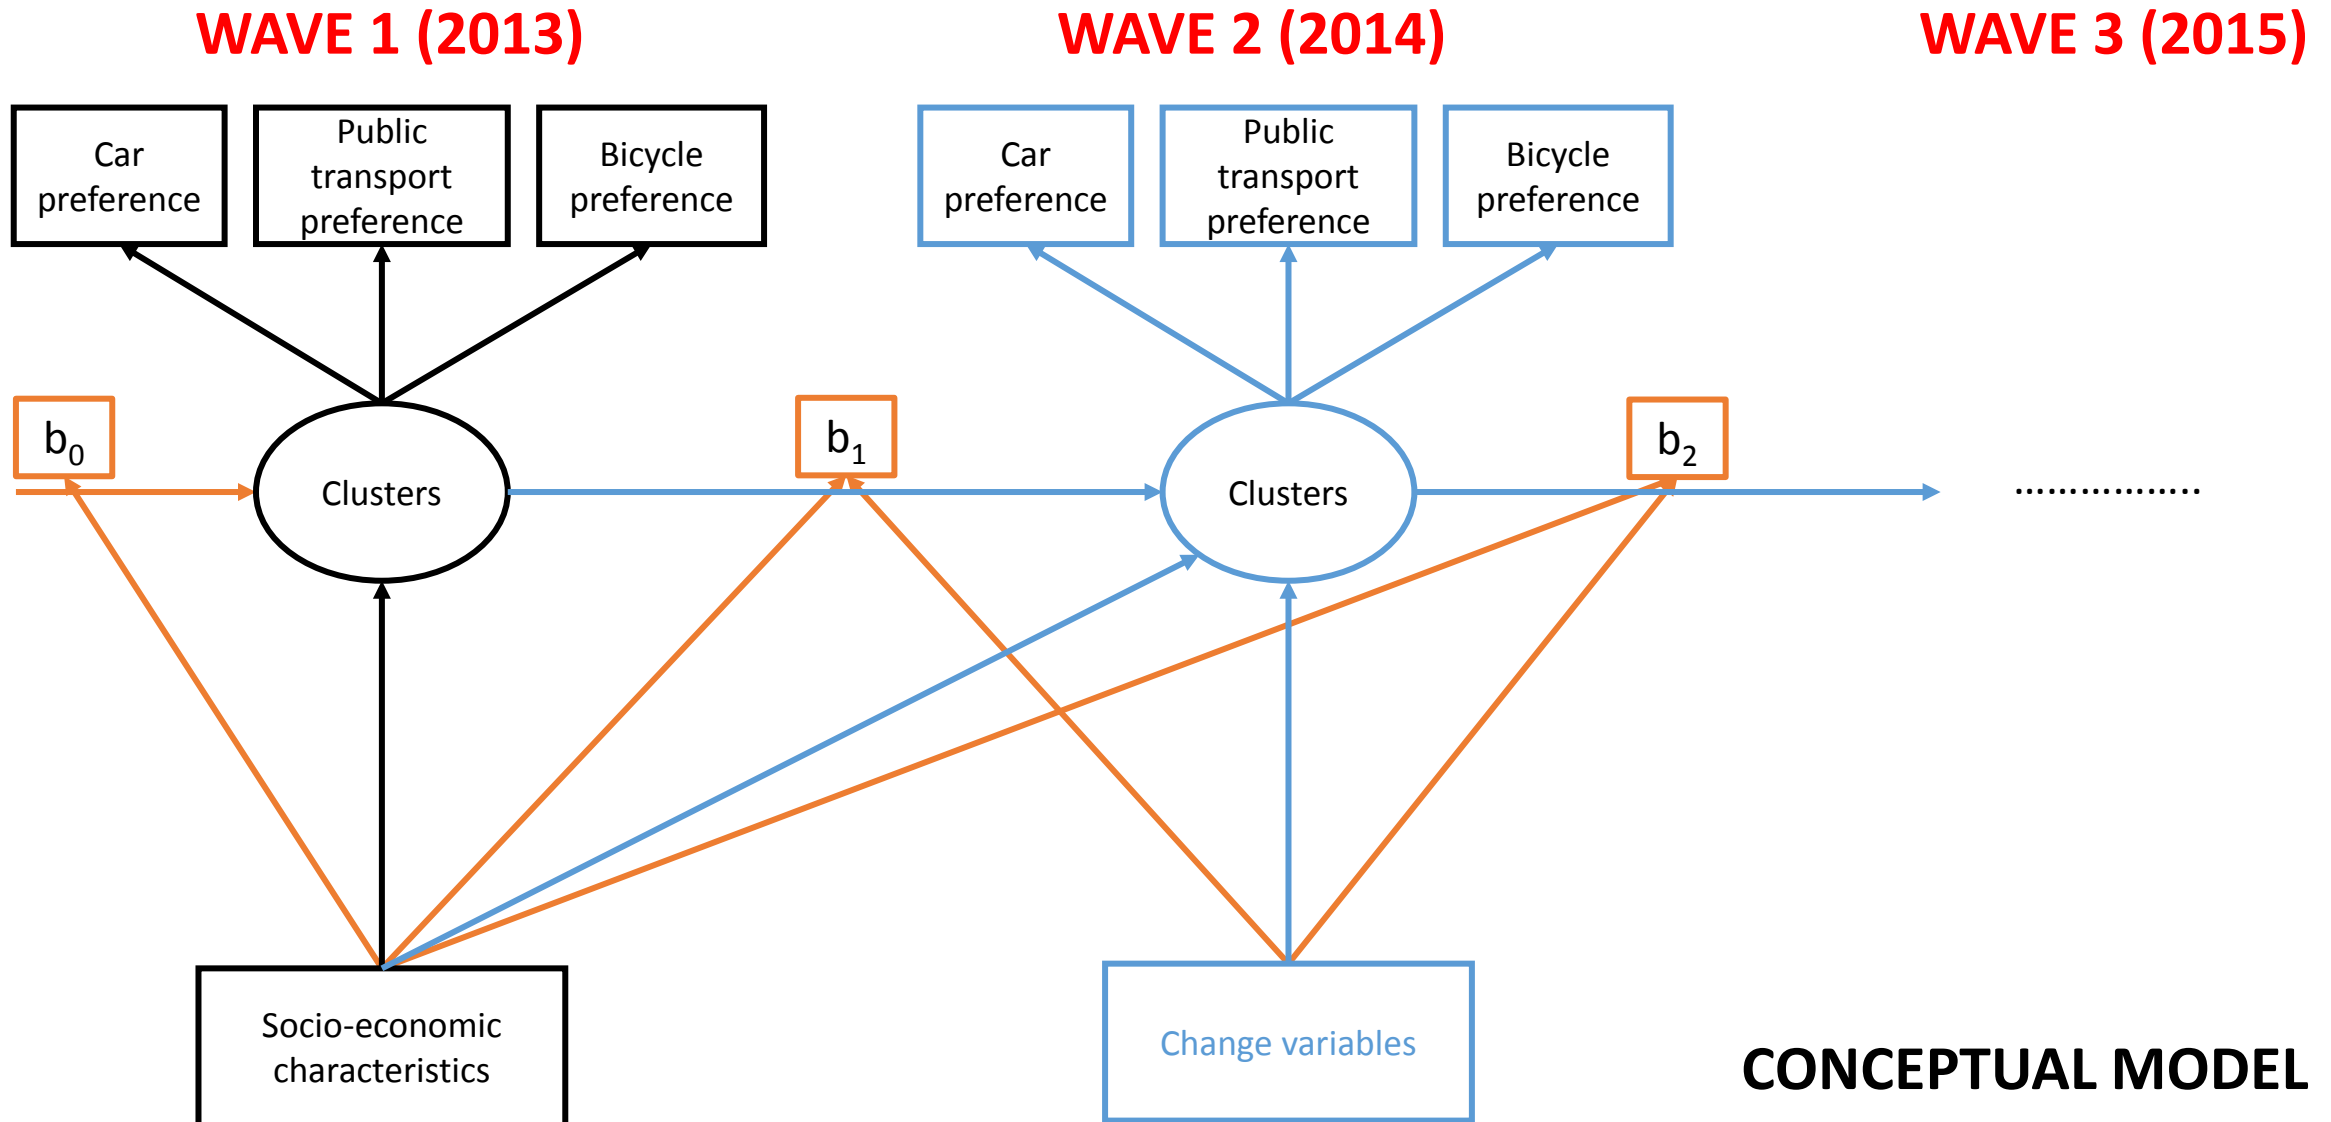 WAVE 1 (2013)
WAVE 2 (2014)
WAVE 3 (2015)
Car
preference
Public
transport
preference
Bicycle
preference
Car
preference
Public
transport
preference
Bicycle
preference
b₀
Clusters
b₁
Clusters
b₂
.................
Socio-economic
characteristics
Change variables
CONCEPTUAL MODEL